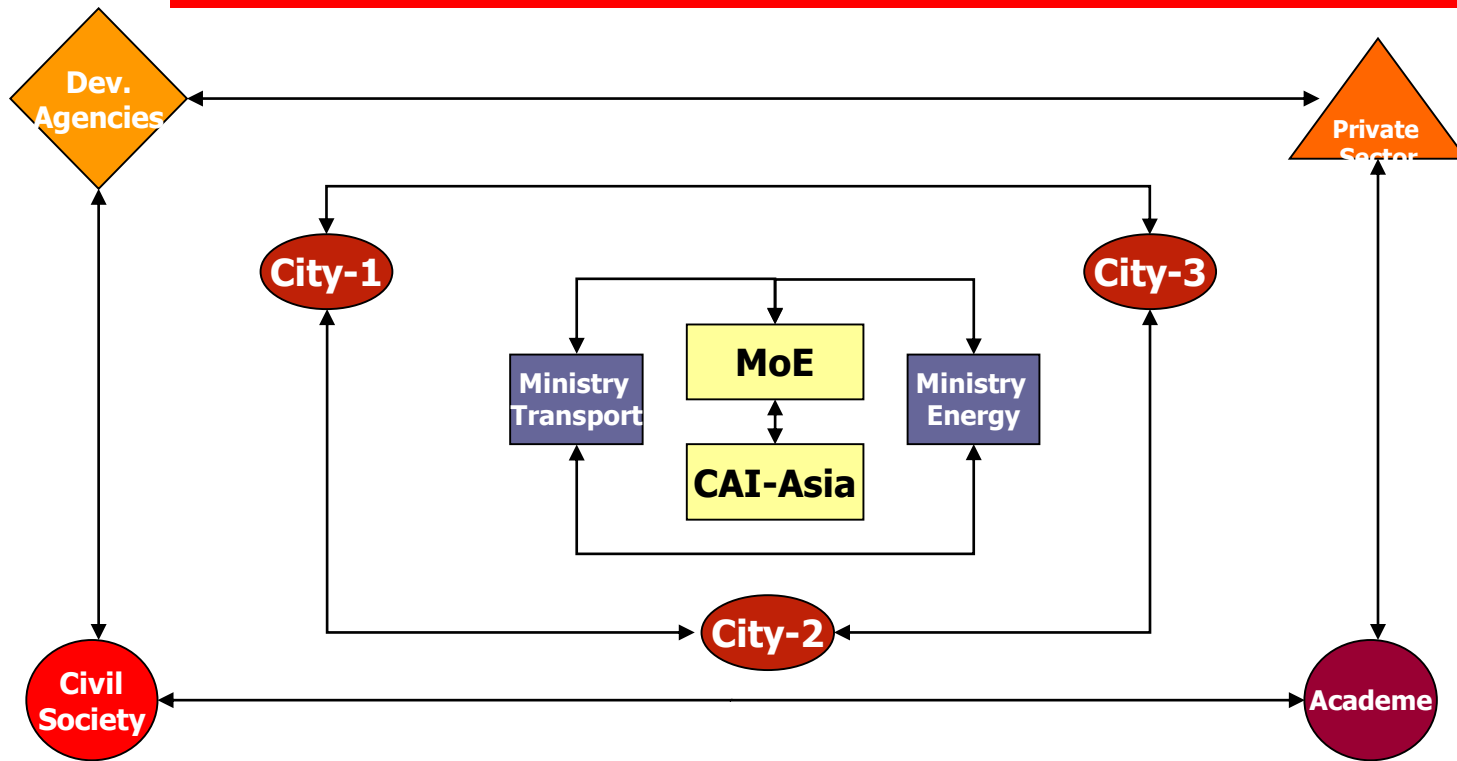 Dev.
Agencies
Private
Sector
City-1
City-3
MoE
Ministry
Transport
Ministry
Energy
CAI-Asia
City-2
Civil
Society
Academe